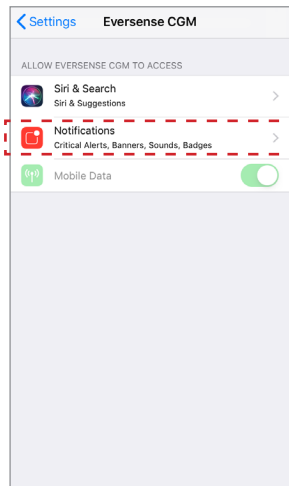 Settings
Eversense CGM
ALLOW EVERSENSE CGM TO ACCESS
Siri & Search
Siri & Suggestions
Notifications
Critical Alerts, Banners, Sounds, Badges
Mobile Data